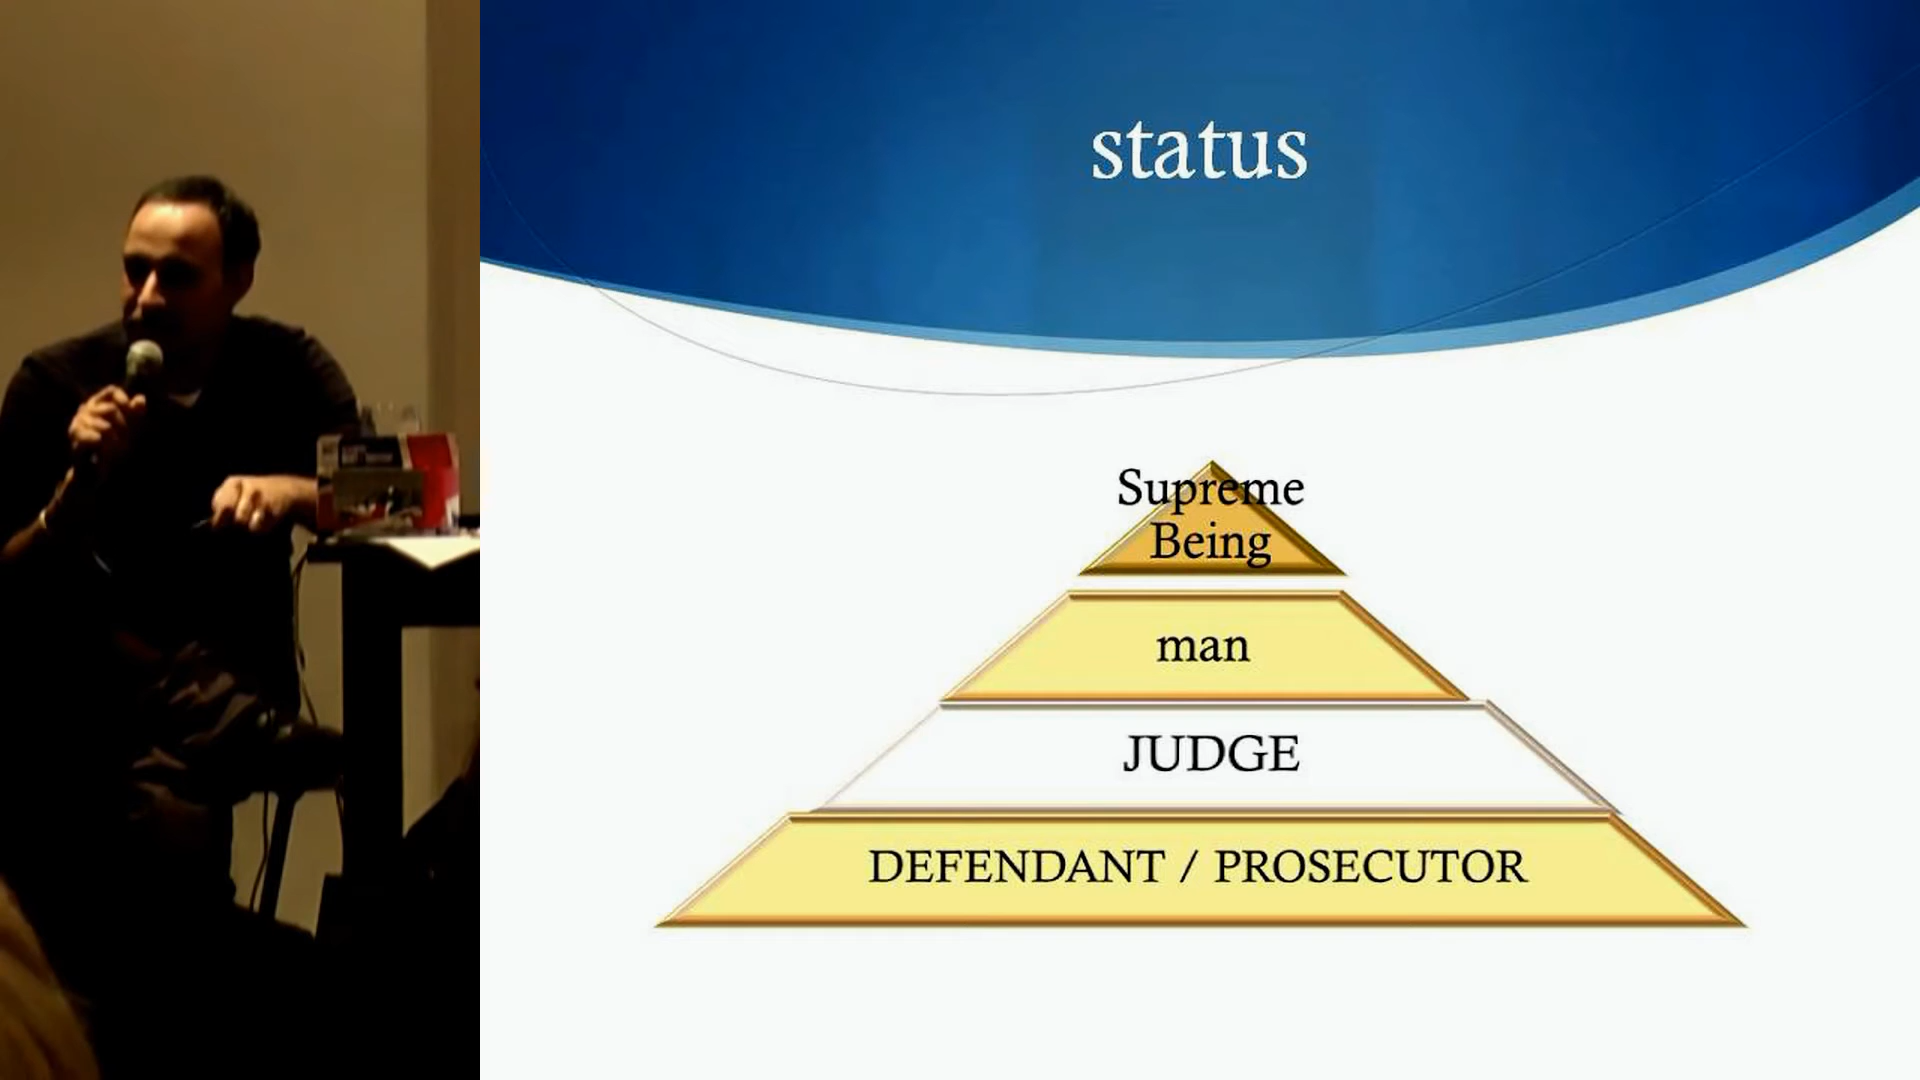 status
Supreme
Being
man
JUDGE
DEFENDANT / PROSECUTOR